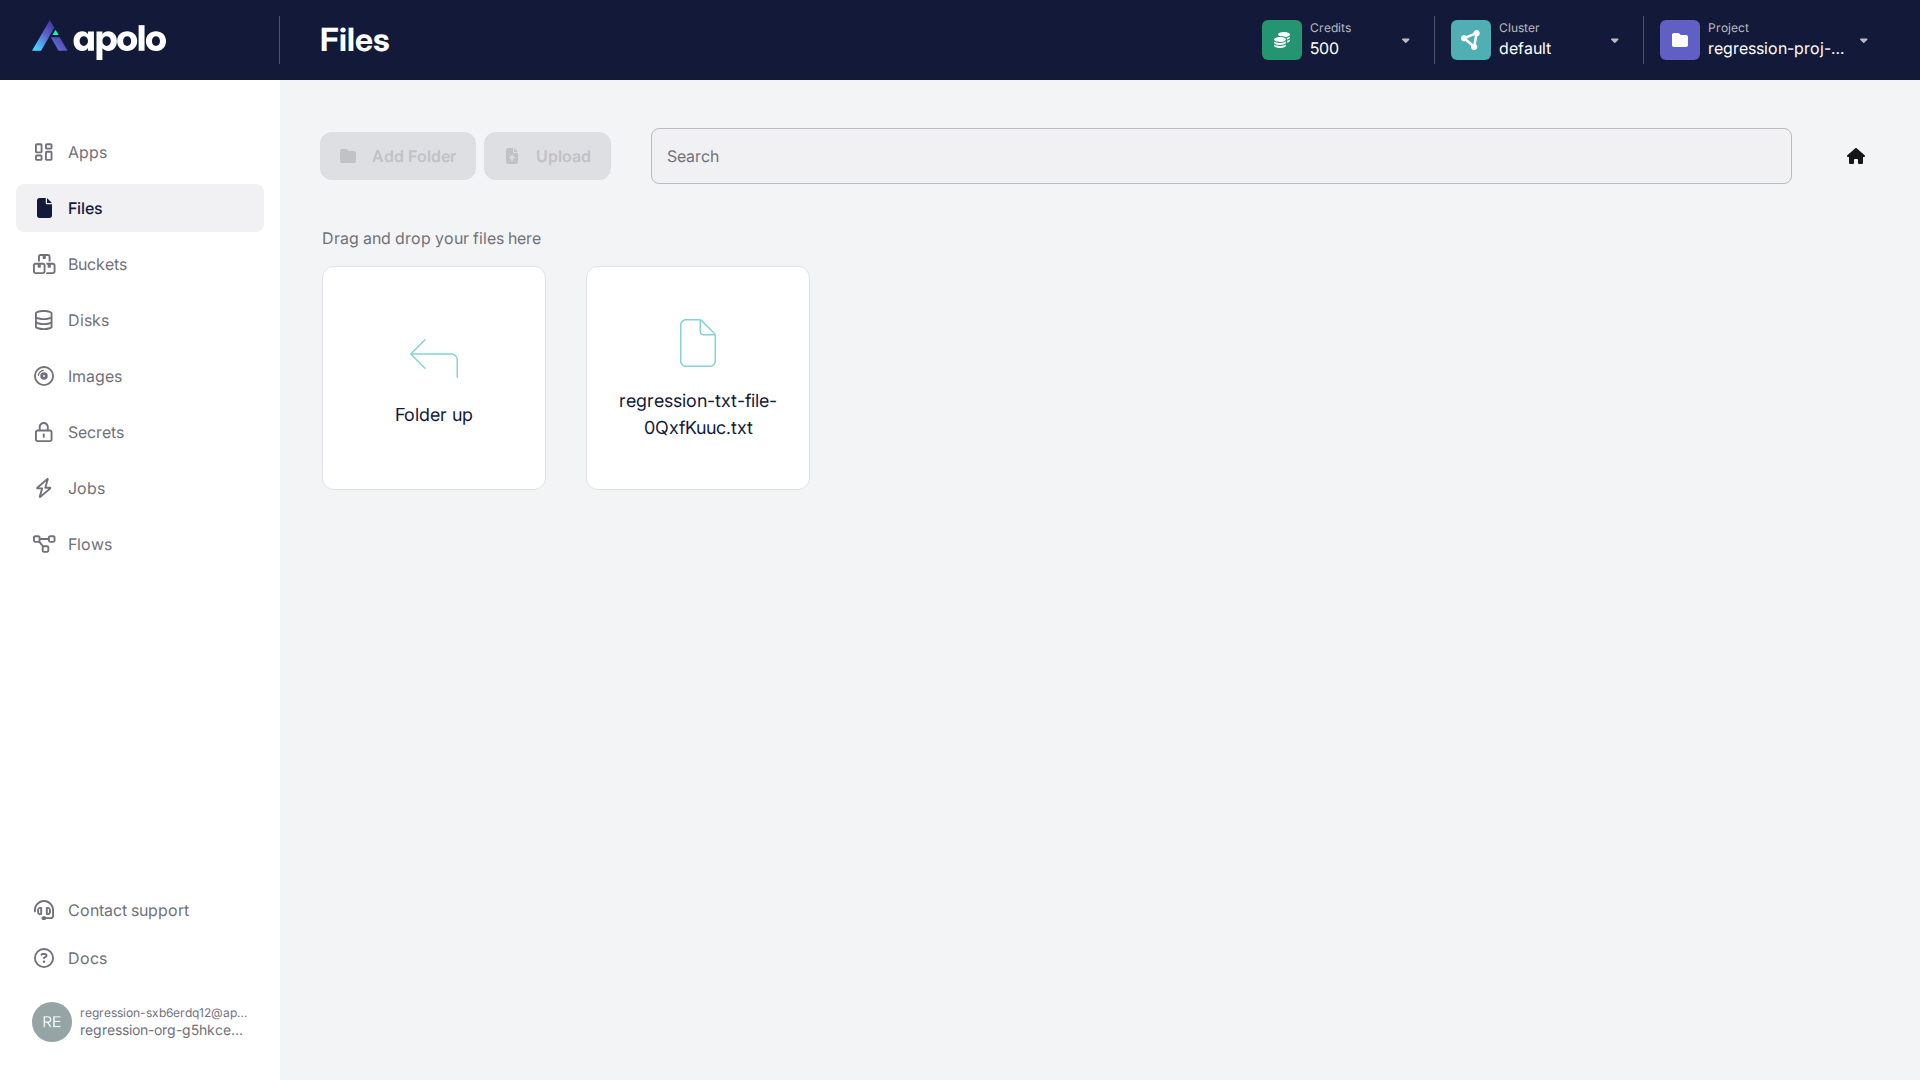 apolo
Files
Credits
500
Cluster
default
Project
regression-proj-...
Apps
Files
Buckets
Disks
Images
Secrets
Jobs
Flows
Add Folder
Upload
Search
Drag and drop your files here
Folder up
regression-txt-file-
0QxfKuuc.txt
Contact support
Docs
RE
regression-sxb6erdq12@ap...
regression-org-g5hkce...